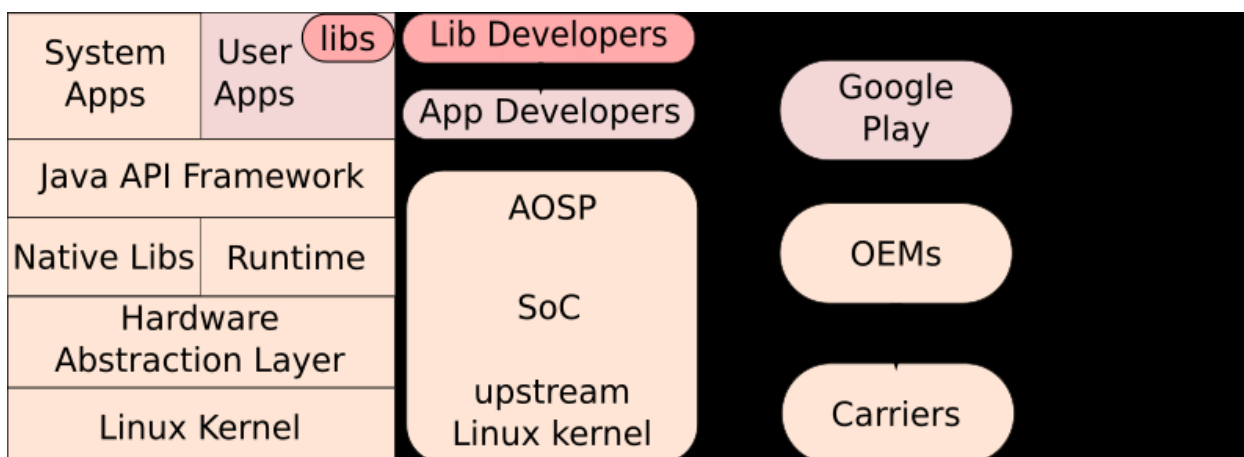 System
Apps
User
Apps
libs
Java API Framework
Native Libs
Runtime
Hardware
Abstraction Layer
Linux Kernel
Lib Developers
App Developers
AOSP
SoC
upstream
Linux kernel
Google
Play
OEMs
Carriers